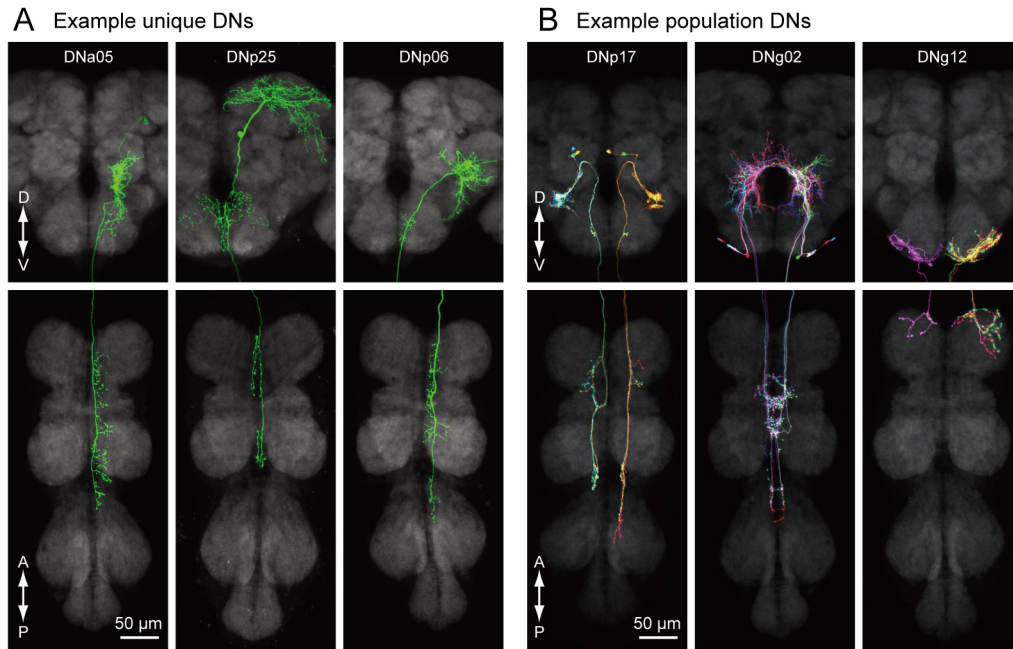 A Example unique DNs
DNa05 DNp25 DNp06
D
V
A
P
50 µm
B Example population DNs
DNp17 DNg02 DNg12
D
V
A
P
50 µm